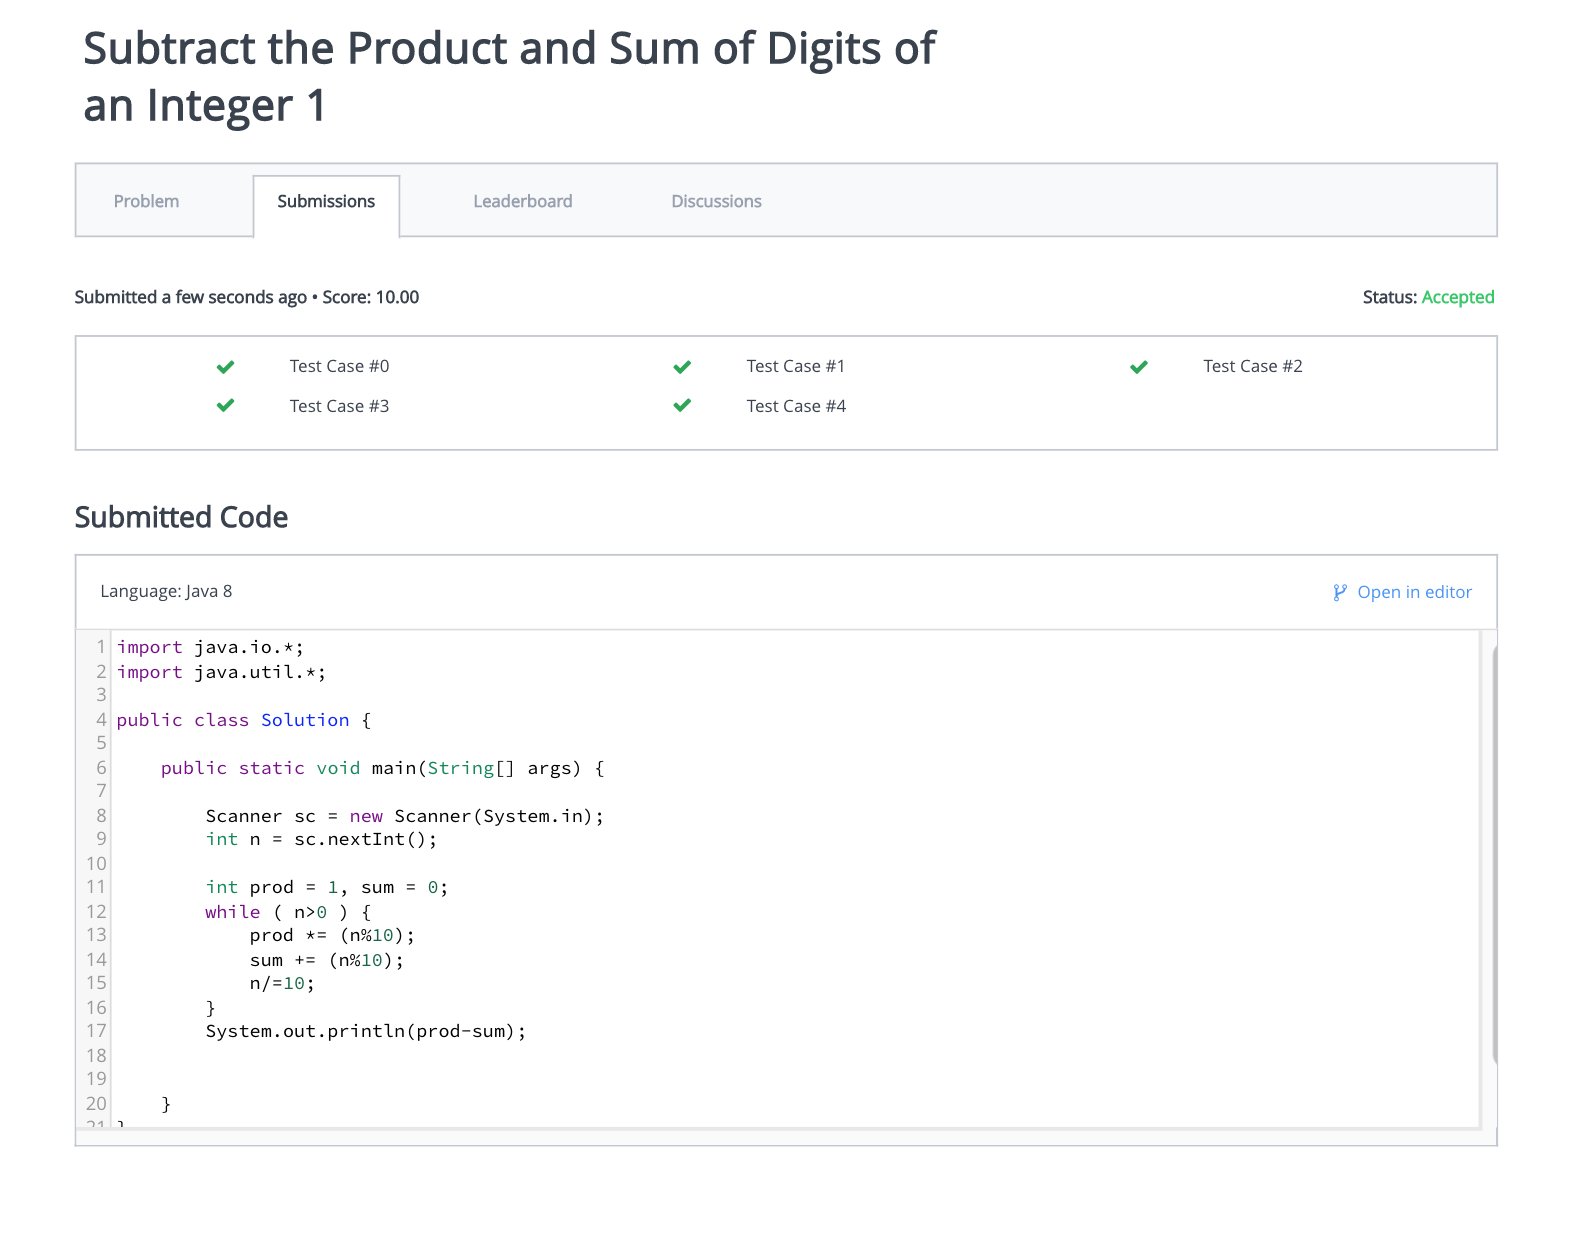 Subtract the Product and Sum of Digits of
an Integer 1
Problem Submissions Leaderboard Discussions
Submitted a few seconds ago • Score: 10.00 Status: Accepted
Test Case #0 Test Case #1 Test Case #2
Test Case #3 Test Case #4
Submitted Code
Language: Java 8 Open in editor
1 import java.io.*;
2 import java.util.*;
3
4 public class Solution {
5
6 public static void main(String[] args) {
7
8 Scanner sc = new Scanner(System.in);
9 int n = sc.nextInt();
10
11 int prod = 1, sum = 0;
12 while ( n>0 ) {
13 prod *= (n%10);
14 sum += (n%10);
15 n/=10;
16 }
17 System.out.println(prod-sum);
18
19
20 }
21 }